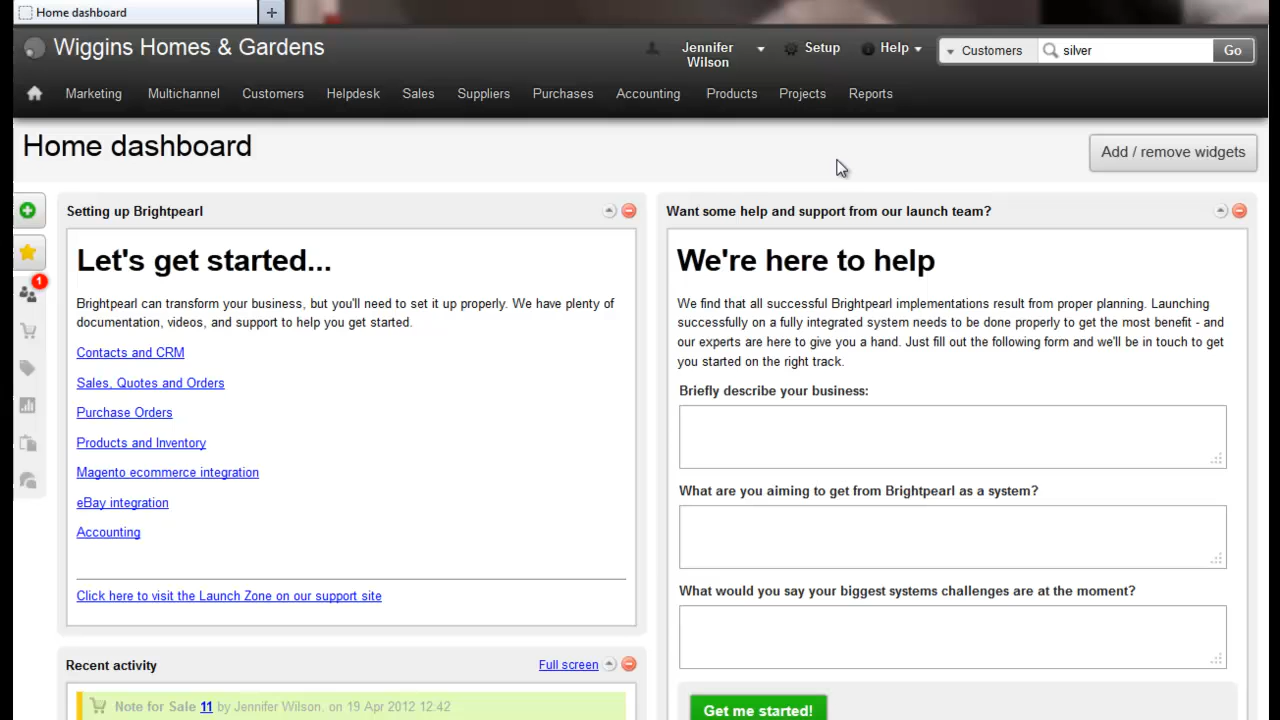 Home dashboard
Wiggins Homes & Gardens
Jennifer Wilson
Setup
Help
Customers
silver
Go
Marketing Multichannel Customers Helpdesk Sales Suppliers Purchases Accounting Products Projects Reports
Home dashboard
Add / remove widgets
1
Setting up Brightpearl
Let's get started...
Brightpearl can transform your business, but you'll need to set it up properly. We have plenty of
documentation, videos, and support to help you get started.
Contacts and CRM
Sales, Quotes and Orders
Purchase Orders
Products and Inventory
Magento ecommerce integration
eBay integration
Accounting
Click here to visit the Launch Zone on our support site
Recent activity
Full screen
Note for Sale 11 by Jennifer Wilson. on 19 Apr 2012 12.42
Want some help and support from our launch team?
We're here to help
We find that all successful Brightpearl implementations result from proper planning. Launching
successfully on a fully integrated system needs to be done properly to get the most benefit - and
our experts are here to give you a hand. Just fill out the following form and we'll be in touch to get
you started on the right track.
Briefly describe your business:
What are you aiming to get from Brightpearl as a system?
What would you say your biggest systems challenges are at the moment?
Get me started!